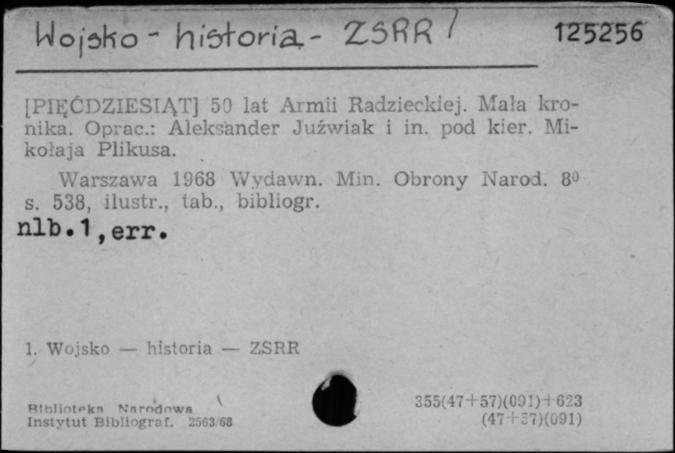 Wojsko - historia - ZSRR / 125256
[PIĘĆDZIESIĄT] 50 lat Armii Radzieckiej. Mała kro-
nika. Oprac.: Aleksander Juźwiak i in. pod kier. Mi-
kołaja Plikusa.
Warszawa 1968 Wydawn. Min. Obrony Narod. 8⁰
s. 538, ilustr., tab., bibliogr.
nlb.1,err.
1. Wojsko — historia — ZSRR
Biblioteka Narodowa
Instytut Bibliograf. 2563/68
355(47+57)(091)+623
(47+57)(091)